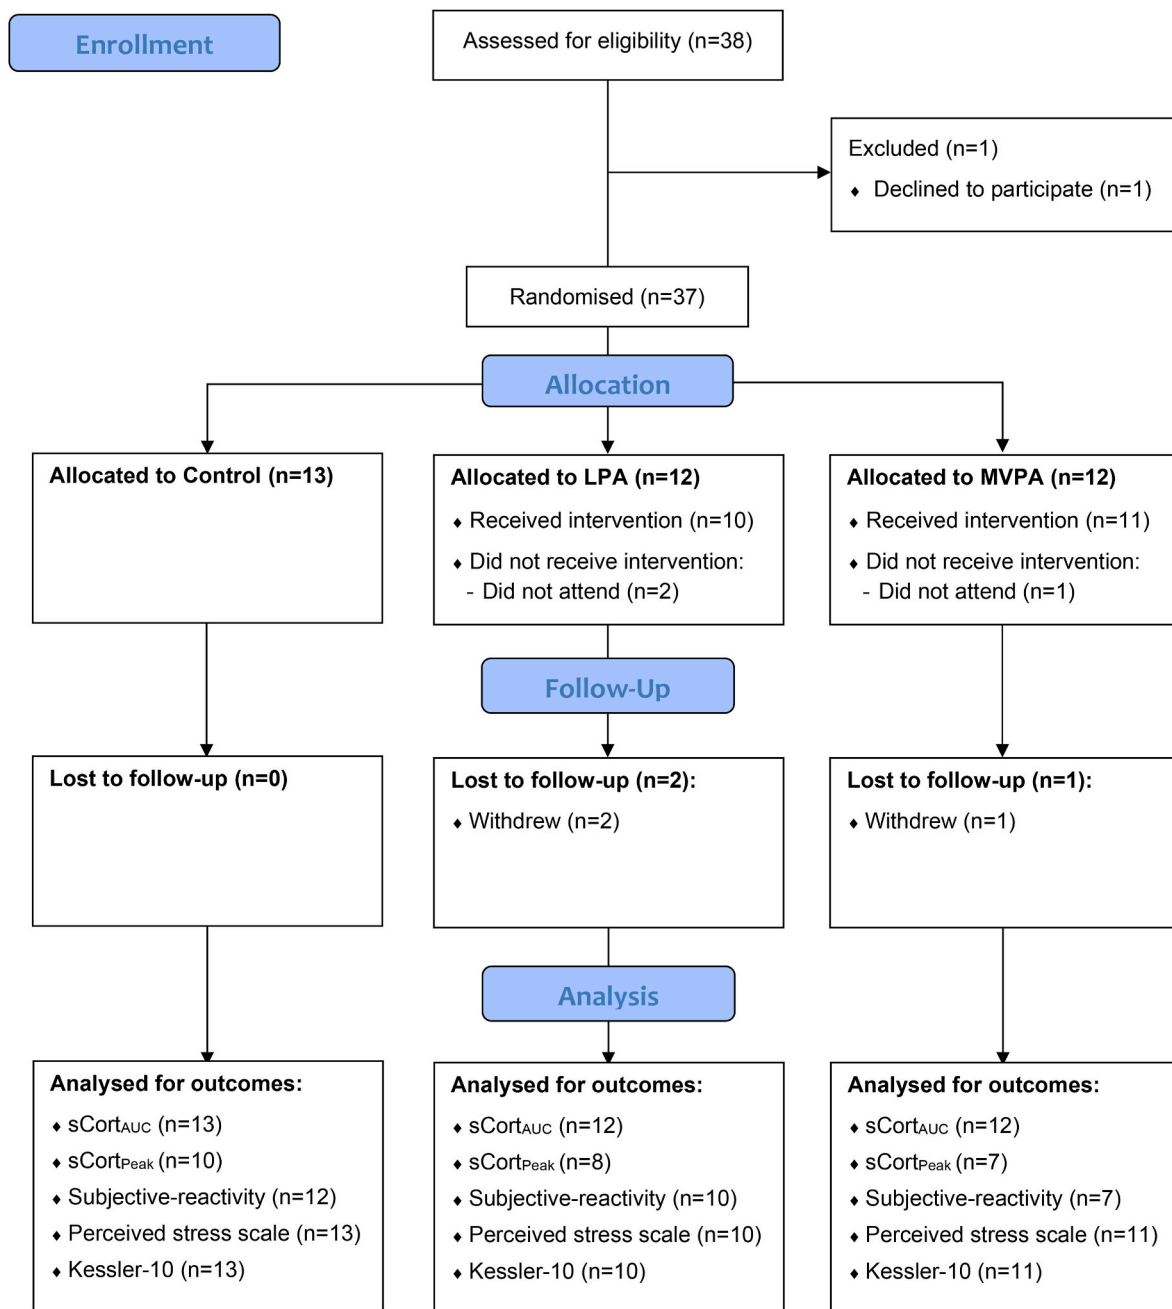 Enrollment
Assessed for eligibility (n=38)
Excluded (n=1)
♦ Declined to participate (n=1)
Randomised (n=37)
Allocation
Allocated to Control (n=13)
Allocated to LPA (n=12)
♦ Received intervention (n=10)
♦ Did not receive intervention:
- Did not attend (n=2)
Allocated to MVPA (n=12)
♦ Received intervention (n=11)
♦ Did not receive intervention:
- Did not attend (n=1)
Follow-Up
Lost to follow-up (n=0)
Lost to follow-up (n=2):
♦ Withdrew (n=2)
Lost to follow-up (n=1):
♦ Withdrew (n=1)
Analysis
Analysed for outcomes:
♦ sCortAUC (n=13)
♦ sCortPeak (n=10)
♦ Subjective-reactivity (n=12)
♦ Perceived stress scale (n=13)
♦ Kessler-10 (n=13)
Analysed for outcomes:
♦ sCortAUC (n=12)
♦ sCortPeak (n=8)
♦ Subjective-reactivity (n=10)
♦ Perceived stress scale (n=10)
♦ Kessler-10 (n=10)
Analysed for outcomes:
♦ sCortAUC (n=12)
♦ sCortPeak (n=7)
♦ Subjective-reactivity (n=7)
♦ Perceived stress scale (n=11)
♦ Kessler-10 (n=11)